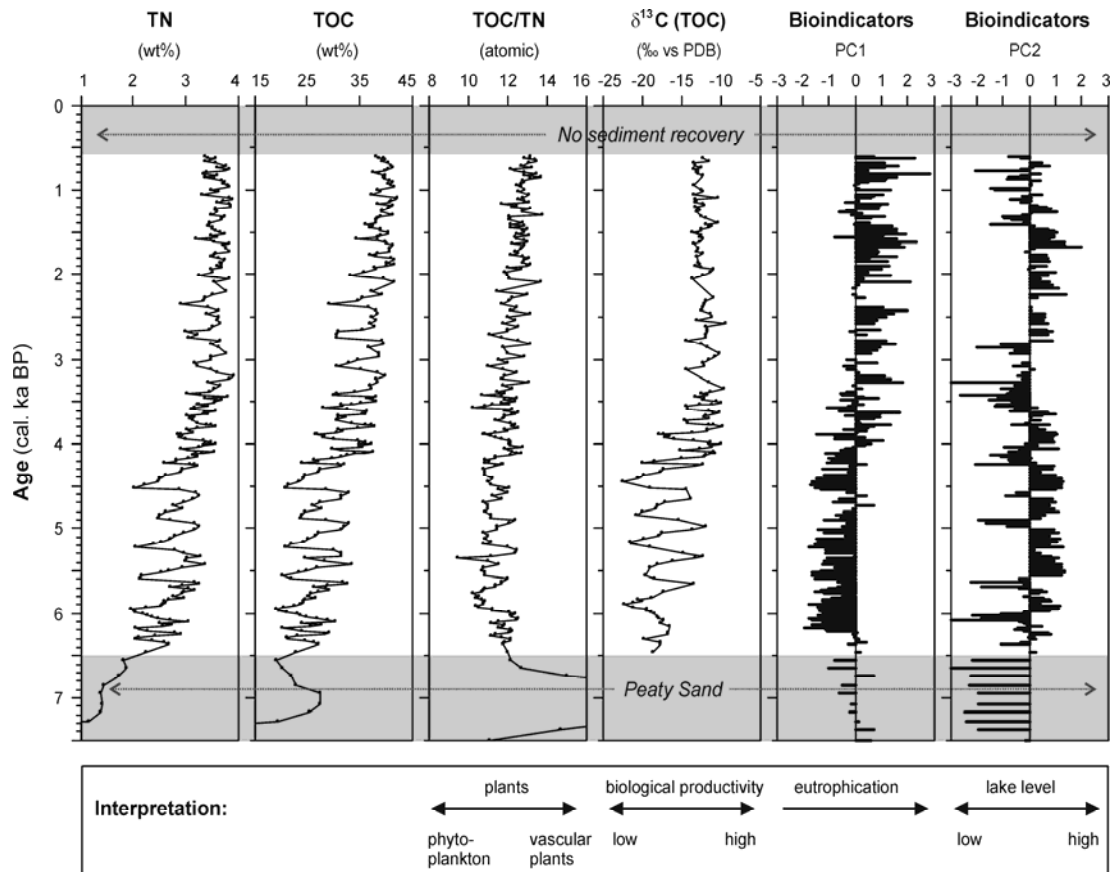 TN TOC TOC/TN δ¹³C (TOC) Bioindicators Bioindicators
(wt%) (wt%) (atomic) (‰ vs PDB) PC1 PC2
1 2 3 4 15 25 35 45 8 10 12 14 16 -25 -20 -15 -10 -5 -3 -2 -1 0 1 2 3 -3 -2 -1 0 1 2 3
0
No sediment recovery
1
2
3
Age (cal. ka BP)
4
5
6
Peaty Sand
7
Interpretation:
plants biological productivity eutrophication lake level
phyto- vascular low high low high
plankton plants